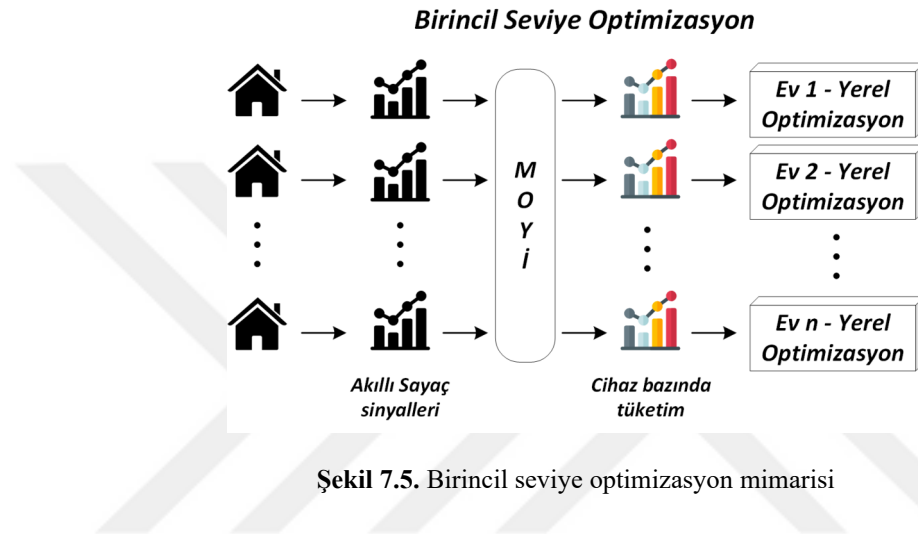 Birincil Seviye Optimizasyon
Ev 1 - Yerel
Optimizasyon
Ev 2 - Yerel
Optimizasyon
M
O
Y
İ
Ev n - Yerel
Optimizasyon
Akıllı Sayaç
sinyalleri
Cihaz bazında
tüketim
Şekil 7.5. Birincil seviye optimizasyon mimarisi